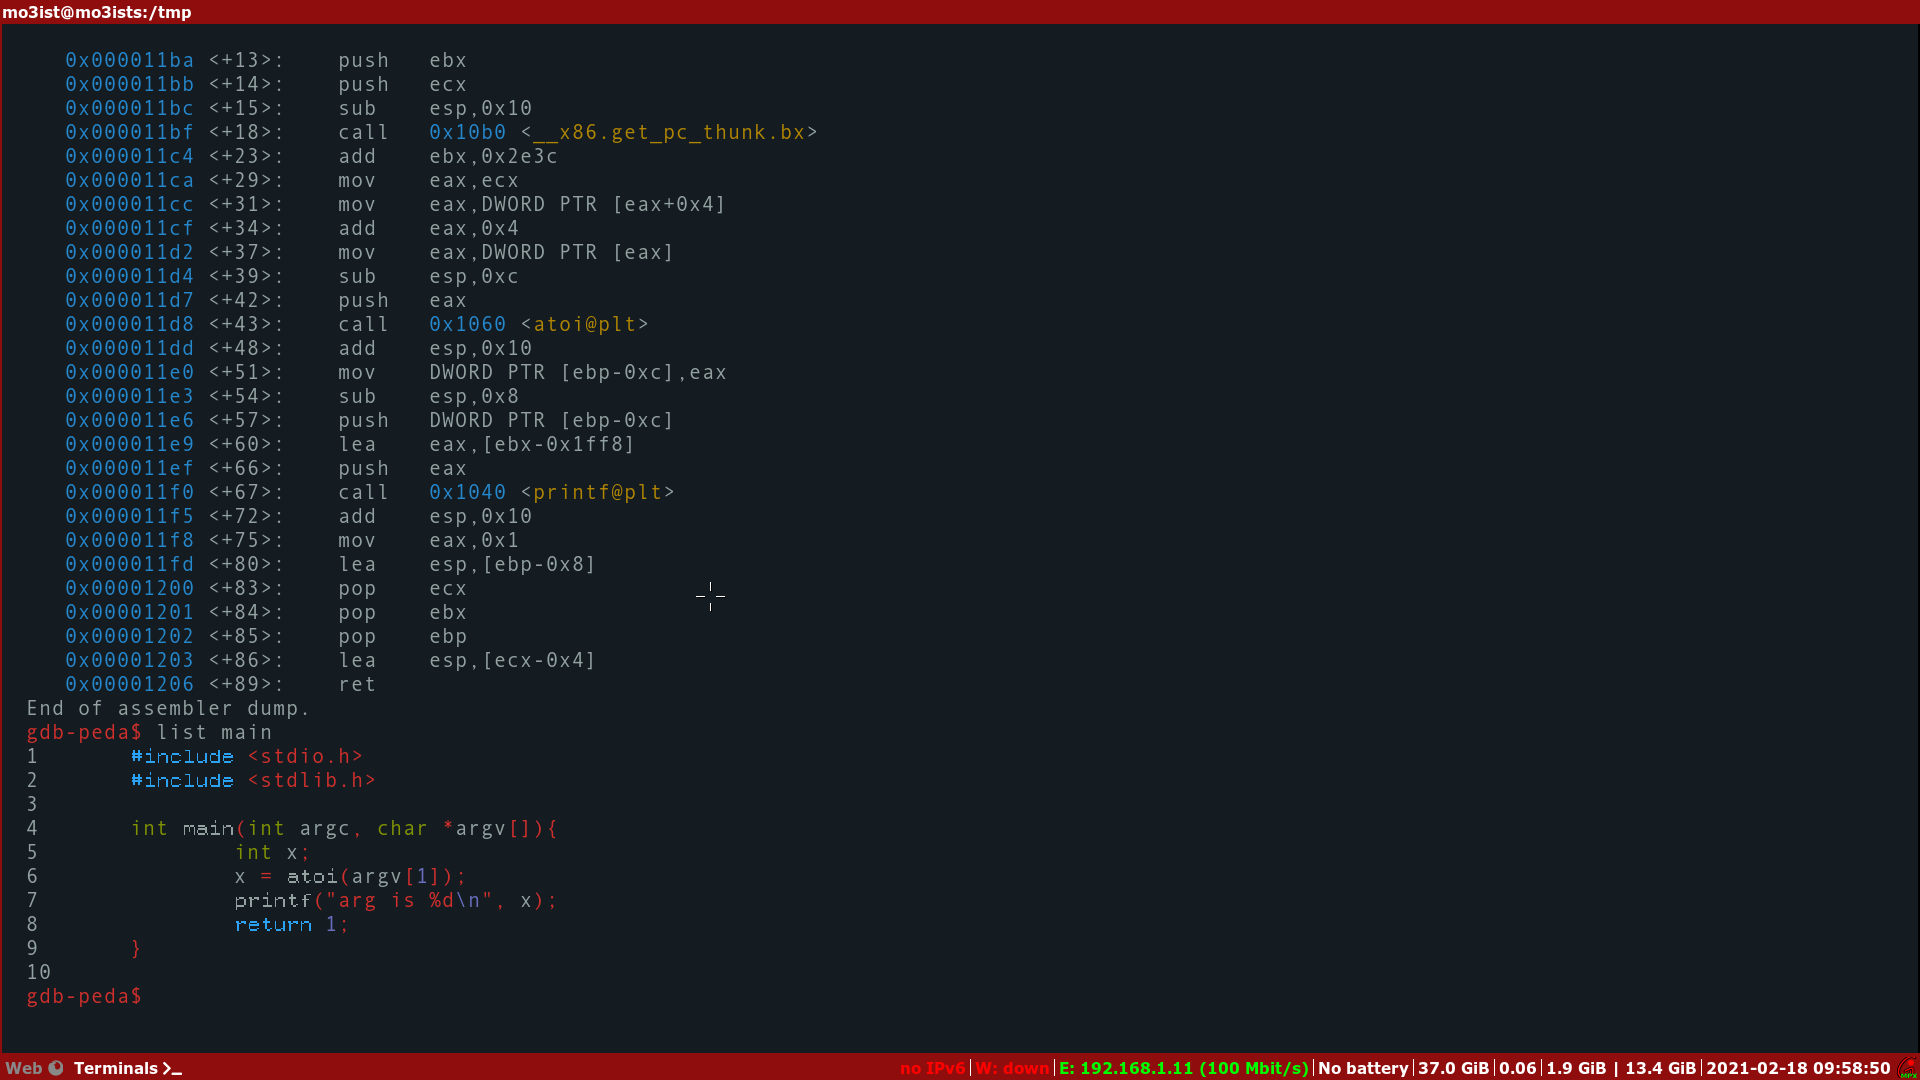 mo3ist@mo3ists:/tmp
0x000011ba <+13>:    push   ebx
0x000011bb <+14>:    push   ecx
0x000011bc <+15>:    sub    esp,0x10
0x000011bf <+18>:    call   0x10b0 <__x86.get_pc_thunk.bx>
0x000011c4 <+23>:    add    ebx,0x2e3c
0x000011ca <+29>:    mov    eax,ecx
0x000011cc <+31>:    mov    eax,DWORD PTR [eax+0x4]
0x000011cf <+34>:    add    eax,0x4
0x000011d2 <+37>:    mov    eax,DWORD PTR [eax]
0x000011d4 <+39>:    sub    esp,0xc
0x000011d7 <+42>:    push   eax
0x000011d8 <+43>:    call   0x1060 <atoi@plt>
0x000011dd <+48>:    add    esp,0x10
0x000011e0 <+51>:    mov    DWORD PTR [ebp-0xc],eax
0x000011e3 <+54>:    sub    esp,0x8
0x000011e6 <+57>:    push   DWORD PTR [ebp-0xc]
0x000011e9 <+60>:    lea    eax,[ebx-0x1ff8]
0x000011ef <+66>:    push   eax
0x000011f0 <+67>:    call   0x1040 <printf@plt>
0x000011f5 <+72>:    add    esp,0x10
0x000011f8 <+75>:    mov    eax,0x1
0x000011fd <+80>:    lea    esp,[ebp-0x8]
0x00001200 <+83>:    pop    ecx
0x00001201 <+84>:    pop    ebx
0x00001202 <+85>:    pop    ebp
0x00001203 <+86>:    lea    esp,[ecx-0x4]
0x00001206 <+89>:    ret
End of assembler dump.
gdb-peda$ list main
1       #include <stdio.h>
2       #include <stdlib.h>
3
4       int main(int argc, char *argv[]){
5               int x;
6               x = atoi(argv[1]);
7               printf("arg is %d\n", x);
8               return 1;
9       }
10
gdb-peda$
Web Terminals >_ no IPv6|W: down|E: 192.168.1.11 (100 Mbit/s)|No battery|37.0 GiB|0.06|1.9 GiB | 13.4 GiB|2021-02-18 09:58:50